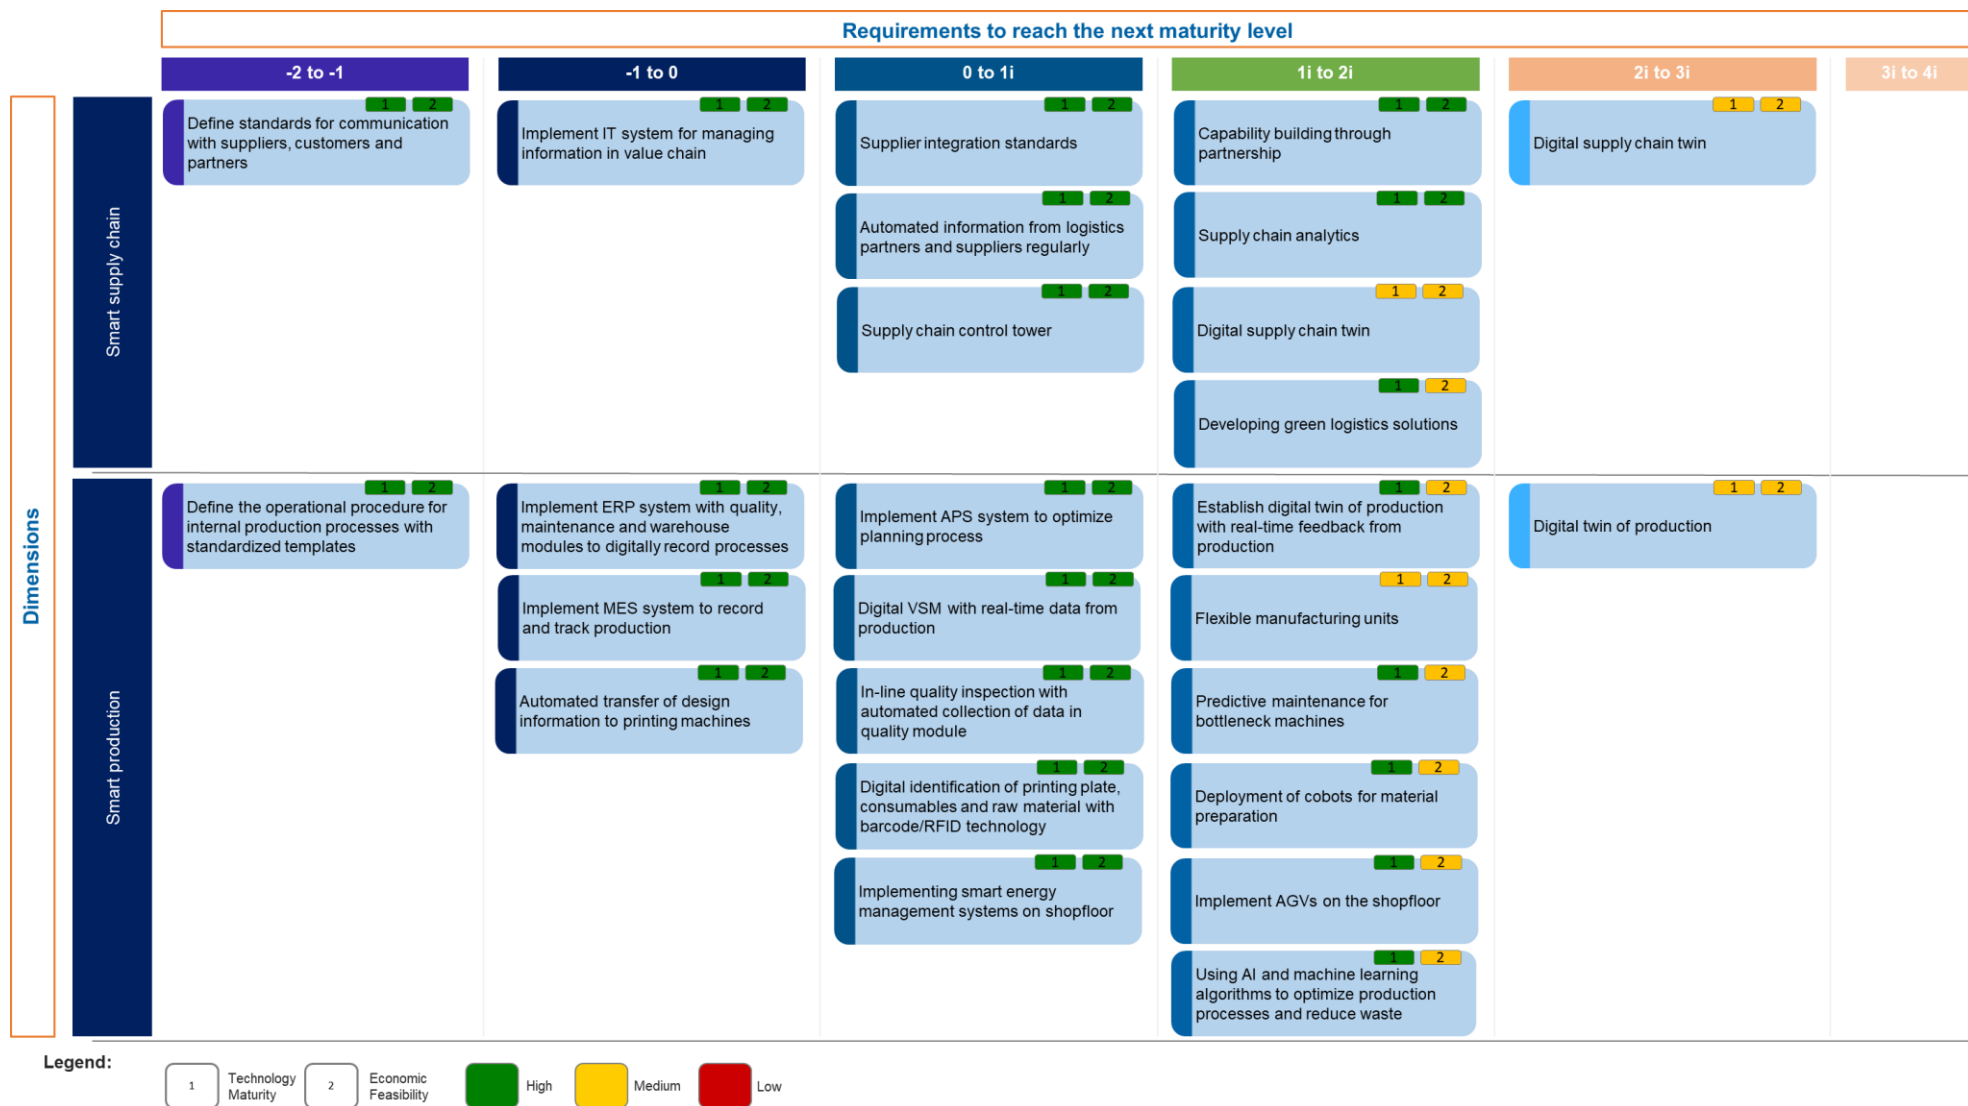 Requirements to reach the next maturity level
-2 to -1
-1 to 0
0 to 1i
1i to 2i
2i to 3i
3i to 4i
Dimensions
Smart supply chain
1 2
Define standards for communication
with suppliers, customers and
partners
1 2
Implement IT system for managing
information in value chain
1 2
Supplier integration standards
1 2
Automated information from logistics
partners and suppliers regularly
1 2
Supply chain control tower
1 2
Capability building through
partnership
1 2
Supply chain analytics
1 2
Digital supply chain twin
1 2
Developing green logistics solutions
1 2
Digital supply chain twin
Smart production
1 2
Define the operational procedure for
internal production processes with
standardized templates
1 2
Implement ERP system with quality,
maintenance and warehouse
modules to digitally record processes
1 2
Implement MES system to record
and track production
1 2
Automated transfer of design
information to printing machines
1 2
Implement APS system to optimize
planning process
1 2
Digital VSM with real-time data from
production
1 2
In-line quality inspection with
automated collection of data in
quality module
1 2
Digital identification of printing plate,
consumables and raw material with
barcode/RFID technology
1 2
Implementing smart energy
management systems on shopfloor
1 2
Establish digital twin of production
with real-time feedback from
production
1 2
Flexible manufacturing units
1 2
Predictive maintenance for
bottleneck machines
1 2
Deployment of cobots for material
preparation
1 2
Implement AGVs on the shopfloor
1 2
Using AI and machine learning
algorithms to optimize production
processes and reduce waste
1 2
Digital twin of production
Legend:
1 Technology
Maturity
2 Economic
Feasibility
High
Medium
Low